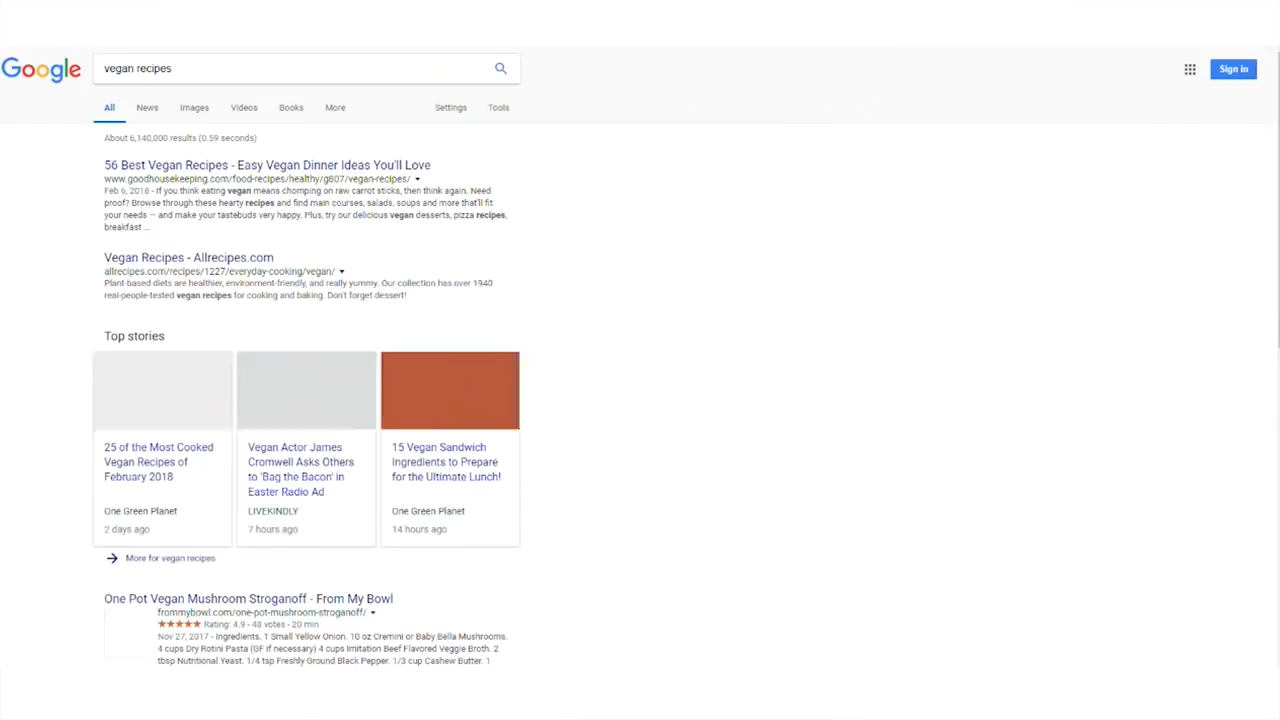 Google
vegan recipes
Sign in
All News Images Videos Books More Settings Tools
About 6,140,000 results (0.59 seconds)
56 Best Vegan Recipes - Easy Vegan Dinner Ideas You'll Love
www.goodhousekeeping.com/food-recipes/healthy/g807/vegan-recipes/
Feb 6, 2018 - If you think eating vegan means chomping on raw carrot sticks, then think again. Need
proof? Browse through these hearty recipes and find main courses, salads, soups and more that'll fit
your needs — and make your tastebuds very happy. Plus, try our delicious vegan desserts, pizza recipes,
breakfast ...
Vegan Recipes - Allrecipes.com
allrecipes.com/recipes/1227/everyday-cooking/vegan/
Plant-based diets are healthier, environment-friendly, and really yummy. Our collection has over 1940
real-people-tested vegan recipes for cooking and baking. Don't forget dessert!
Top stories
25 of the Most Cooked
Vegan Recipes of
February 2018
One Green Planet
2 days ago
Vegan Actor James
Cromwell Asks Others
to 'Bag the Bacon' in
Easter Radio Ad
LIVEKINDLY
7 hours ago
15 Vegan Sandwich
Ingredients to Prepare
for the Ultimate Lunch!
One Green Planet
14 hours ago
More for vegan recipes
One Pot Vegan Mushroom Stroganoff - From My Bowl
frommybowl.com/one-pot-mushroom-stroganoff/
Rating: 4.9 - 48 votes - 20 min
Nov 27, 2017 - Ingredients. 1 Small Yellow Onion. 10 oz Cremini or Baby Bella Mushrooms.
4 cups Dry Rotini Pasta (GF if necessary) 4 cups Imitation Beef Flavored Veggie Broth. 2
tbsp Nutritional Yeast. 1/4 tsp Freshly Ground Black Pepper. 1/3 cup Cashew Butter. 1